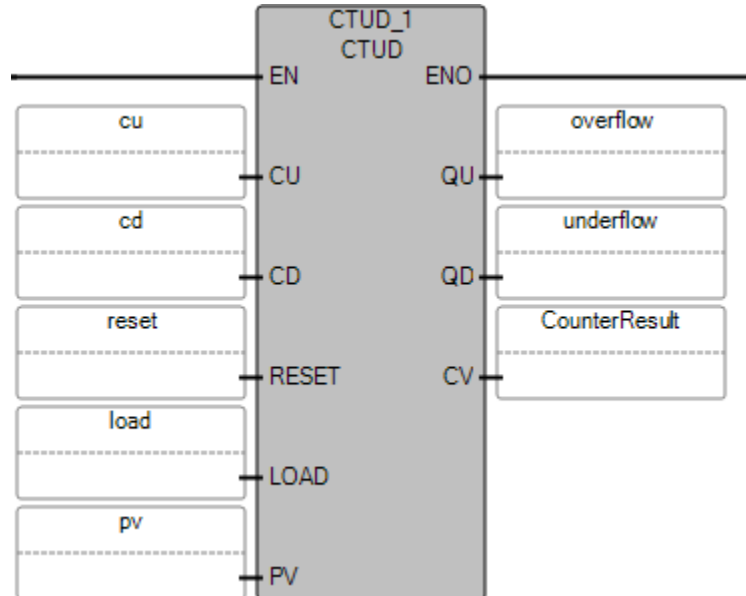 CTUD_1
CTUD
EN ENO
cu overflow
CU QU
cd underflow
CD QD
reset CounterResult
RESET CV
load
LOAD
pv
PV